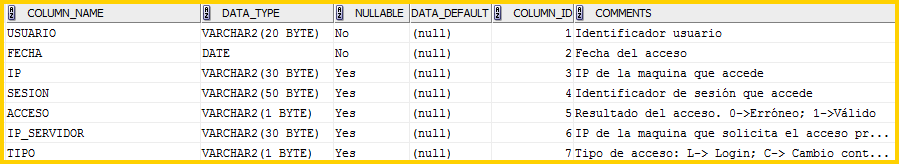 COLUMN_NAME DATA_TYPE NULLABLE DATA_DEFAULT COLUMN_ID COMMENTS
USUARIO VARCHAR2(20 BYTE) No (null) 1 Identificador usuario
FECHA DATE No (null) 2 Fecha del acceso
IP VARCHAR2(30 BYTE) Yes (null) 3 IP de la maquina que accede
SESION VARCHAR2(50 BYTE) Yes (null) 4 Identificador de sesión que accede
ACCESO VARCHAR2(1 BYTE) Yes (null) 5 Resultado del acceso. 0->Erróneo; 1->Válido
IP_SERVIDOR VARCHAR2(30 BYTE) Yes (null) 6 IP de la maquina que solicita el acceso pr...
TIPO VARCHAR2(1 BYTE) Yes (null) 7 Tipo de acceso: L-> Login; C-> Cambio cont...